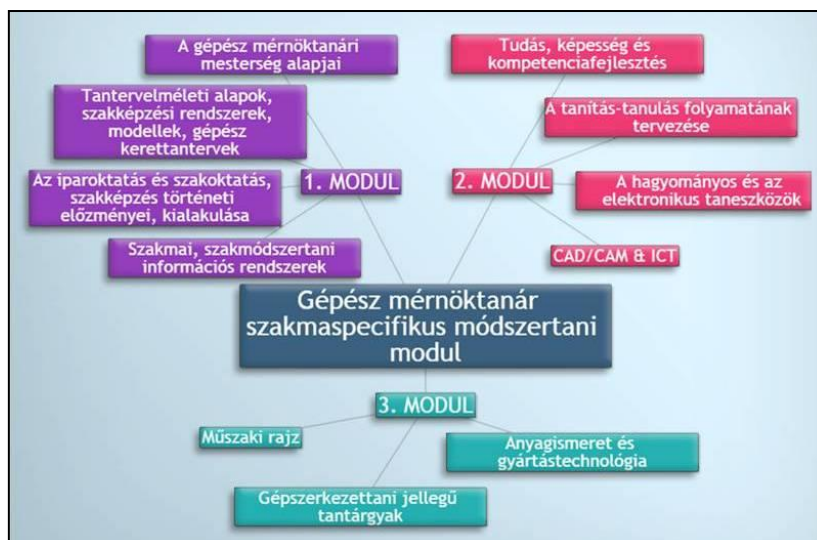 A gépész mérnöktanári
mesterség alapjai
Tantervelméleti alapok,
szakképzési rendszerek,
modellek, gépész
kerettantervek
Az iparoktatás és szakoktatás,
szakképzés történeti
előzményei, kialakulása
Szakmai, szakmódszertani
információs rendszerek
1. MODUL
Tudás, képesség és
kompetenciafejlesztés
A tanítás-tanulás folyamatának
tervezése
2. MODUL
A hagyományos és az
elektronikus taneszközök
CAD/CAM & ICT
Gépész mérnöktanár
szakmaspecifikus módszertani
modul
3. MODUL
Műszaki rajz
Anyagismeret és
gyártástechnológia
Gépszerkezettani jellegű
tantárgyak